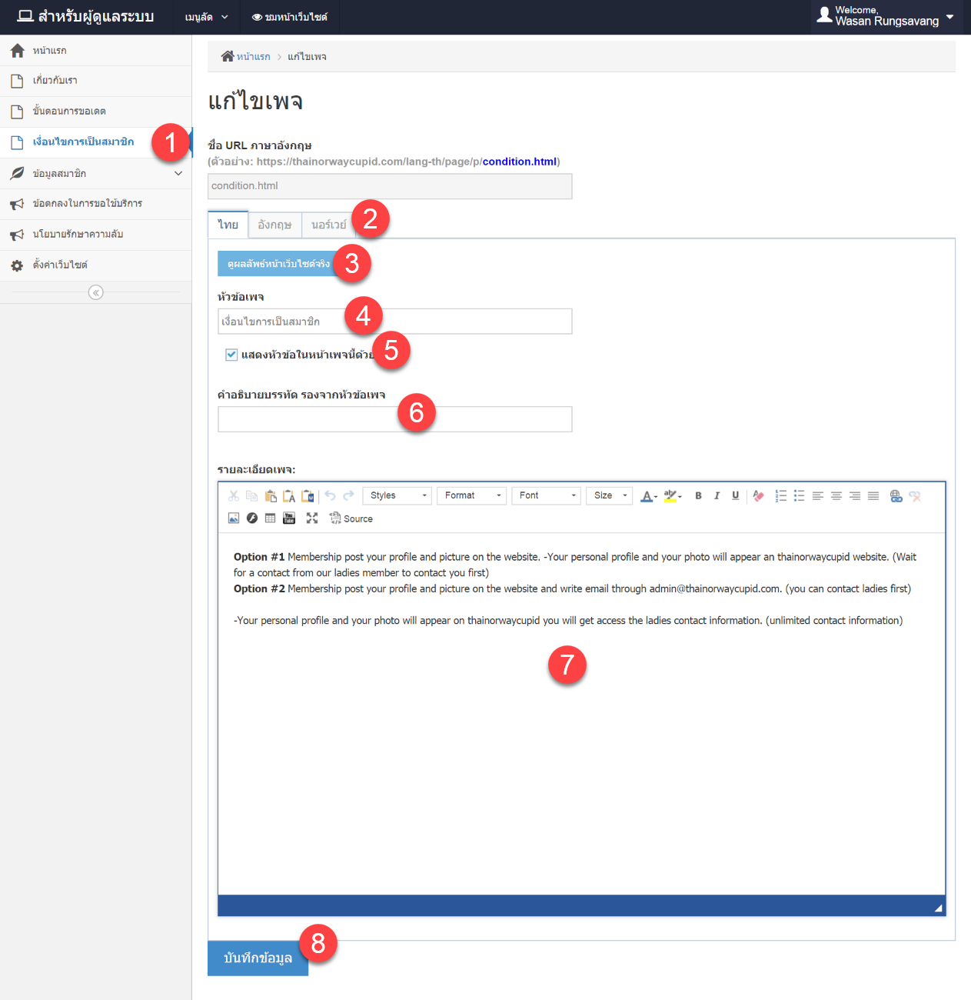 สำหรับผู้ดูแลระบบ
เมนูลัด
ชมหน้าเว็บไซต์
Welcome,
Wasan Rungsavang
หน้าแรก
เกี่ยวกับเรา
ขั้นตอนการขอเดต
เงื่อนไขการเป็นสมาชิก
1
ข้อมูลสมาชิก
ข้อตกลงในการขอใช้บริการ
นโยบายรักษาความลับ
ตั้งค่าเว็บไซต์
หน้าแรก > แก้ไขเพจ
แก้ไขเพจ
ชื่อ URL ภาษาอังกฤษ
(ตัวอย่าง: https://thainorwaycupid.com/lang-th/page/p/condition.html)
condition.html
ไทย อังกฤษ นอร์เวย์ 2
ดูผลลัพธ์หน้าเว็บไซต์จริง 3
หัวข้อเพจ
เงื่อนไขการเป็นสมาชิก 4
แสดงหัวข้อในหน้าเพจนี้ด้วย 5
คำอธิบายบรรทัด รองจากหัวข้อเพจ
6
รายละเอียดเพจ:
Styles Format Font Size
Source
Option #1 Membership post your profile and picture on the website. -Your personal profile and your photo will appear an thainorwaycupid website. (Wait
for a contact from our ladies member to contact you first)
Option #2 Membership post your profile and picture on the website and write email through admin@thainorwaycupid.com. (you can contact ladies first)
-Your personal profile and your photo will appear on thainorwaycupid you will get access the ladies contact information. (unlimited contact information)
7
8
บันทึกข้อมูล